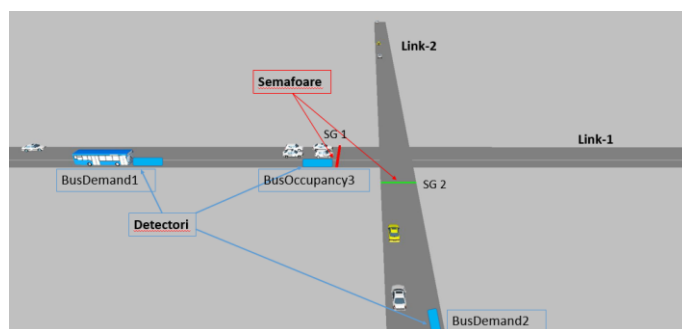 Link-2
Semafoare
SG 1
Link-1
BusDemand1
BusOccupancy3
SG 2
Detectori
BusDemand2